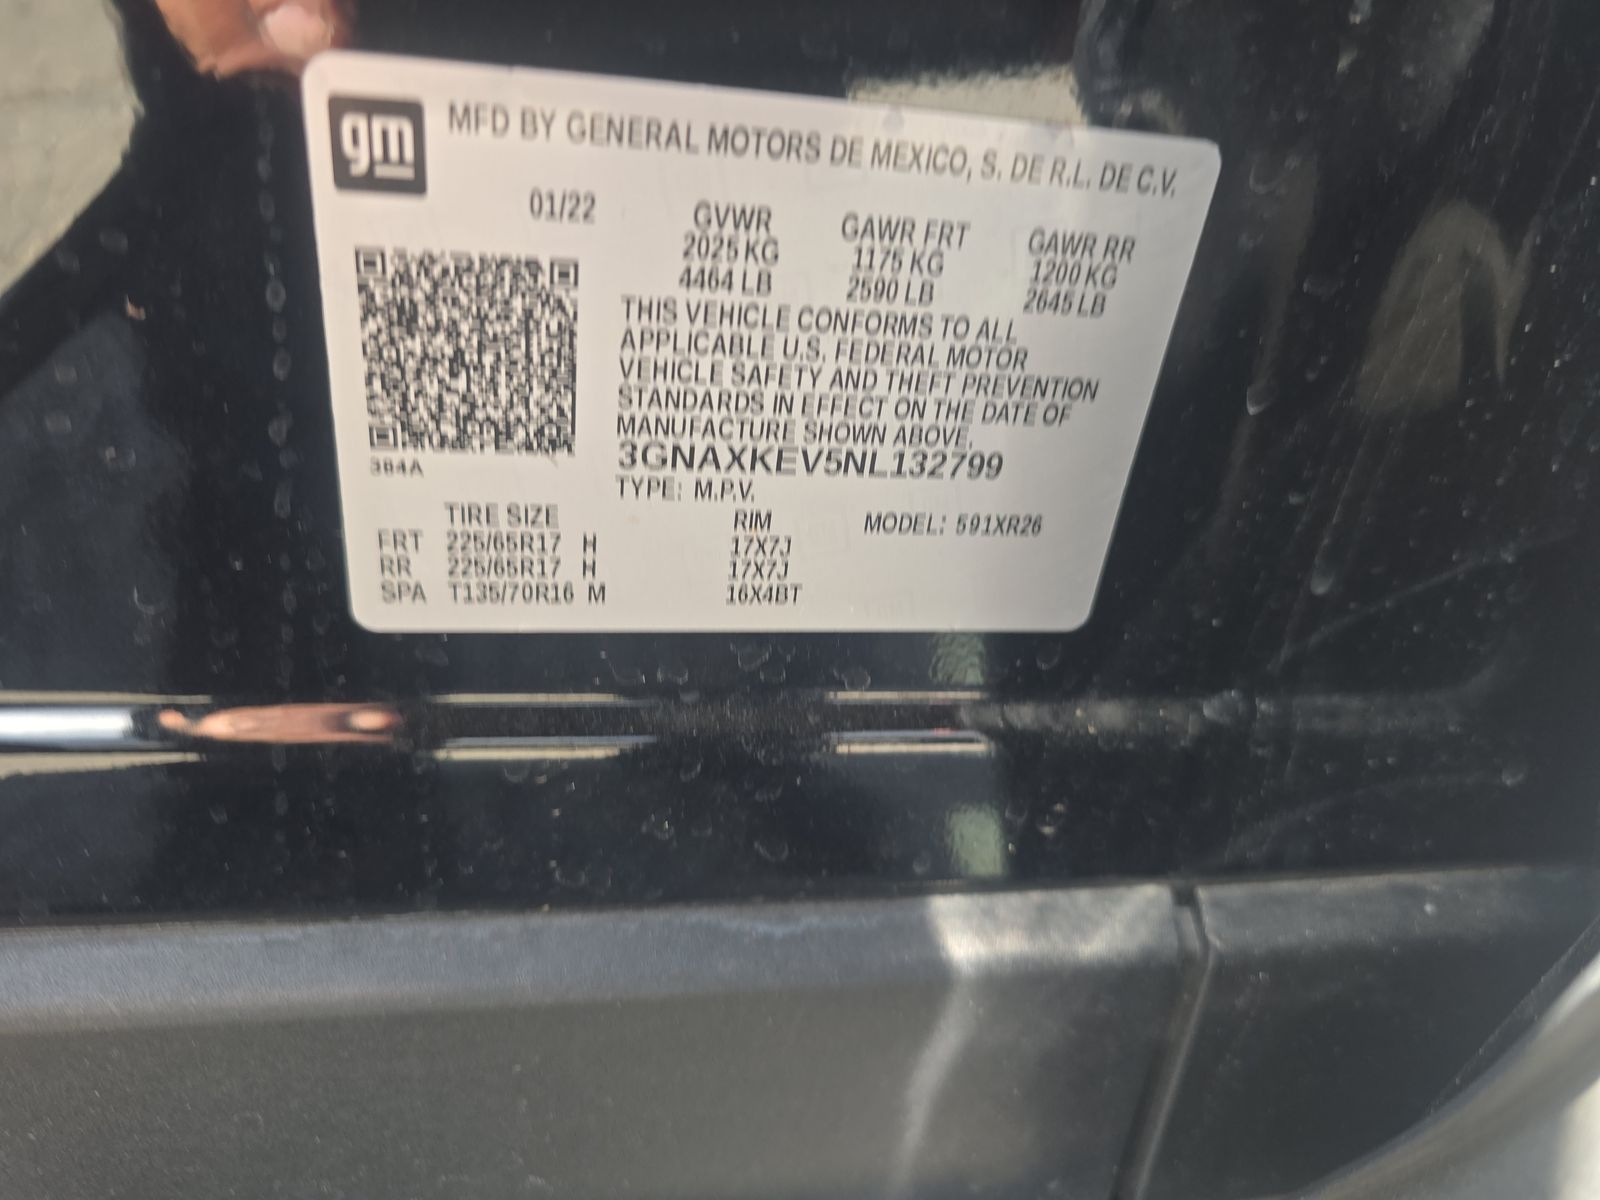 gm
MFD BY GENERAL MOTORS DE MEXICO, S. DE R.L. DE C.V.
01/22
GVWR GAWR FRT GAWR RR
2025 KG 1175 KG 1200 KG
4464 LB 2590 LB 2645 LB
THIS VEHICLE CONFORMS TO ALL
APPLICABLE U.S. FEDERAL MOTOR
VEHICLE SAFETY AND THEFT PREVENTION
STANDARDS IN EFFECT ON THE DATE OF
MANUFACTURE SHOWN ABOVE.
3GNAXKEV5NL132799
384A
TYPE: M.P.V.
TIRE SIZE RIM MODEL: 591XR26
FRT 225/65R17 H 17X7J
RR 225/65R17 H 17X7J
SPA T135/70R16 M 16X4BT